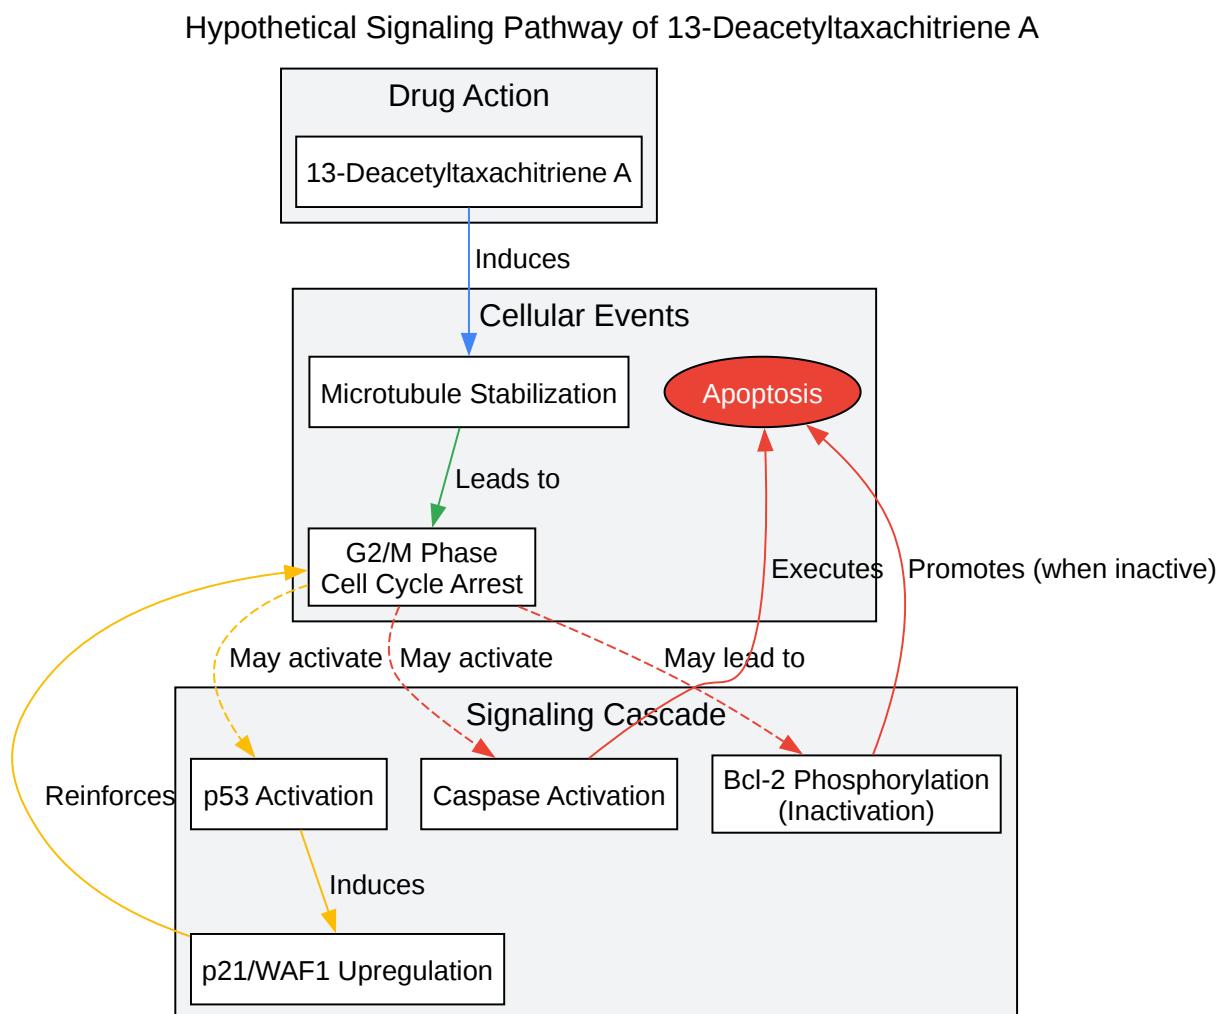 Hypothetical Signaling Pathway of 13-Deacetyltaxachitriene A
Drug Action
13-Deacetyltaxachitriene A
Induces
Cellular Events
Microtubule Stabilization
Apoptosis
Leads to
G2/M Phase
Cell Cycle Arrest
Executes
Promotes (when inactive)
May activate
May activate
May lead to
Signaling Cascade
Reinforces
p53 Activation
Caspase Activation
Bcl-2 Phosphorylation
(Inactivation)
Induces
p21/WAF1 Upregulation